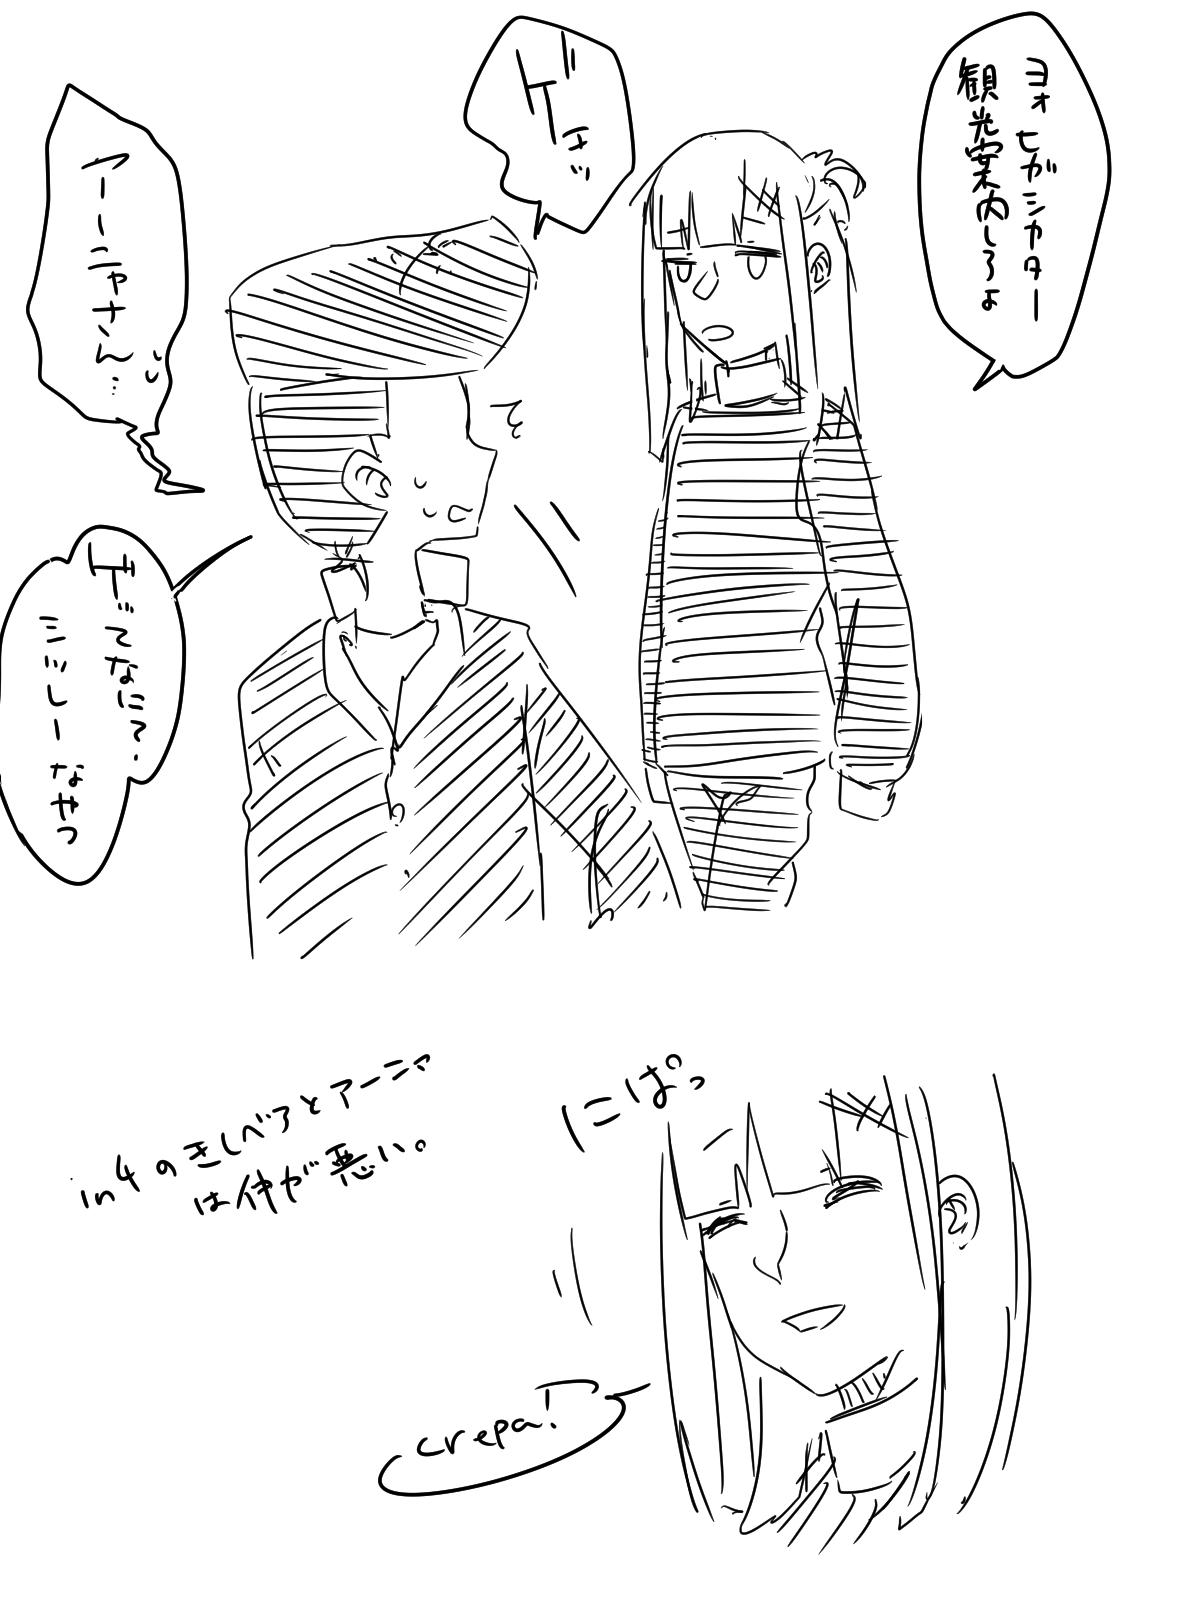 ヨォ ヒガシカター
観光案内しろよ
ゲェッ
アーニャさん…
ゲってなに?
シツレーなやつ
in4のきしべアとアーニャ
は仲が悪い。
にぱっ
crepa!